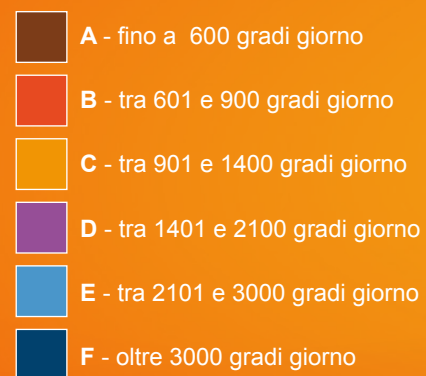 A - fino a 600 gradi giorno
B - tra 601 e 900 gradi giorno
C - tra 901 e 1400 gradi giorno
D - tra 1401 e 2100 gradi giorno
E - tra 2101 e 3000 gradi giorno
F - oltre 3000 gradi giorno